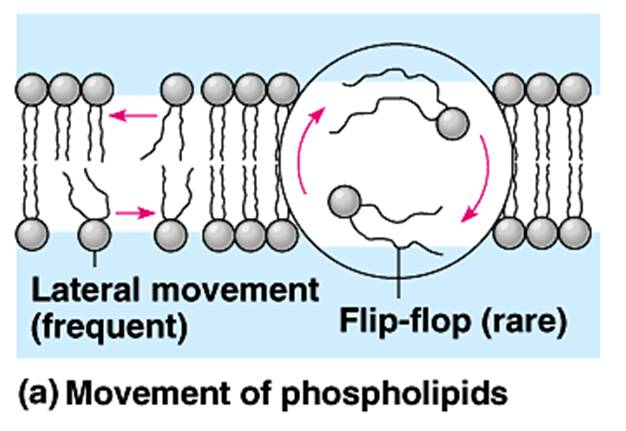 Lateral movement
(frequent)
Flip-flop (rare)
(a) Movement of phospholipids